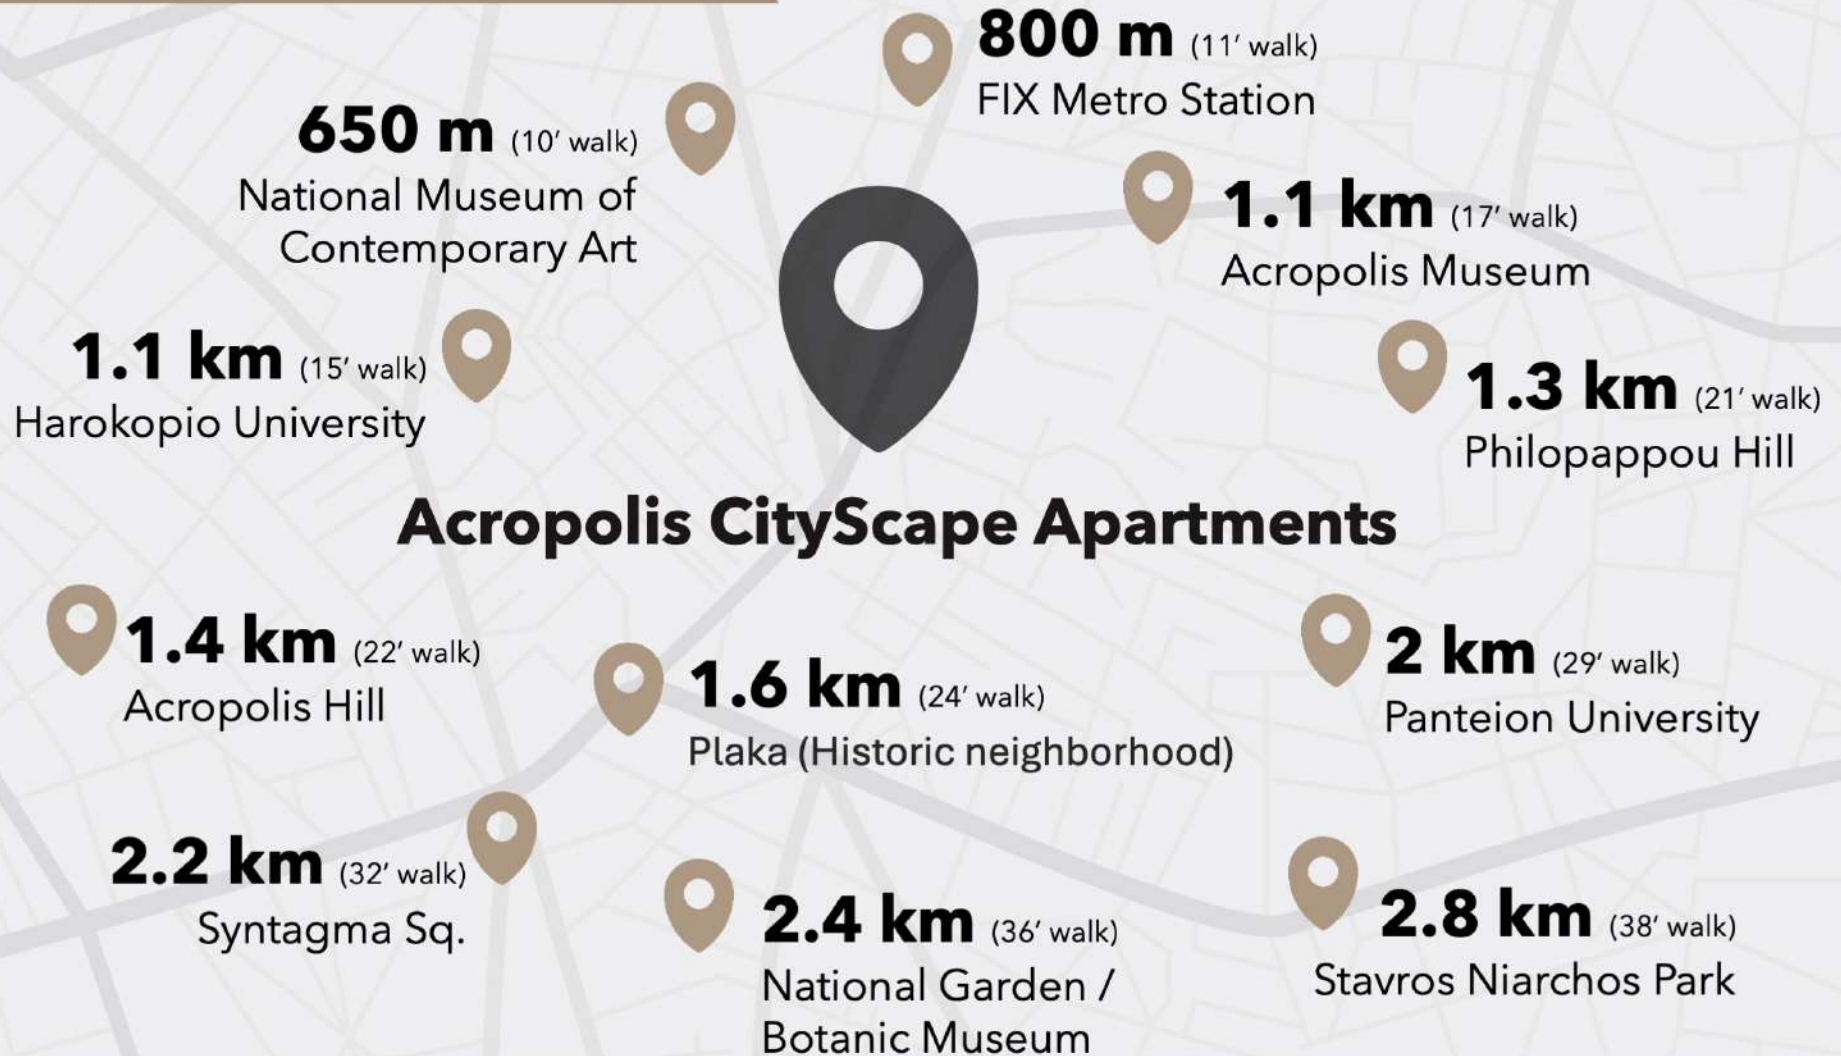 800 m (11' walk)
FIX Metro Station
650 m (10' walk)
National Museum of
Contemporary Art
1.1 km (17' walk)
Acropolis Museum
1.1 km (15' walk)
Harokopio University
1.3 km (21' walk)
Philopappou Hill
Acropolis CityScape Apartments
1.4 km (22' walk)
Acropolis Hill
1.6 km (24' walk)
Plaka (Historic neighborhood)
2 km (29' walk)
Panteion University
2.2 km (32' walk)
Syntagma Sq.
2.4 km (36' walk)
National Garden /
Botanic Museum
2.8 km (38' walk)
Stavros Niarchos Park